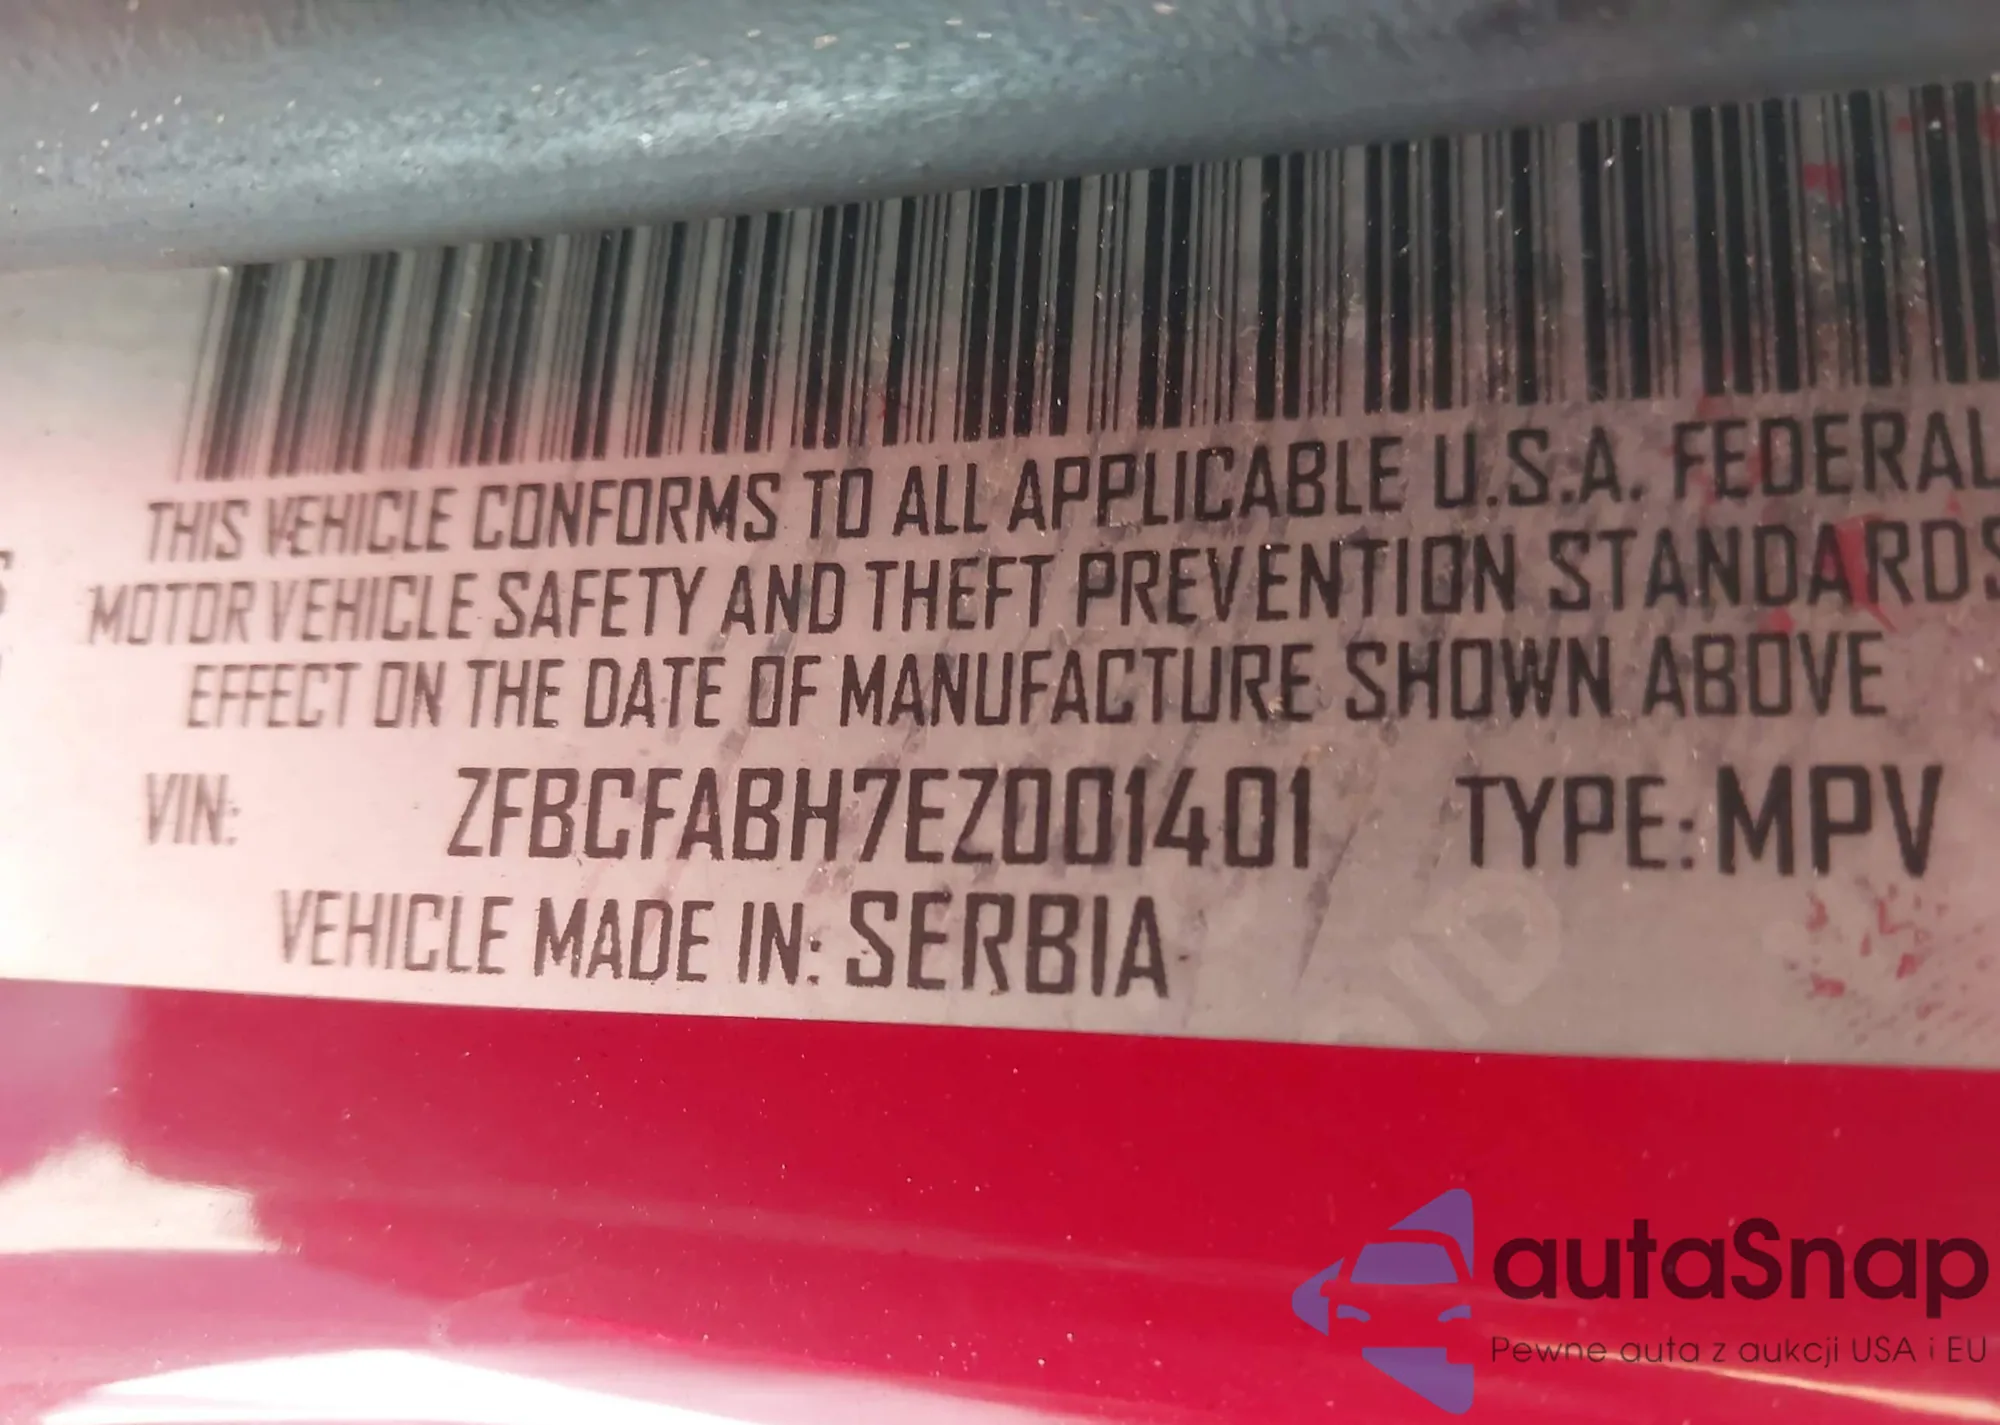 THIS VEHICLE CONFORMS TO ALL APPLICABLE U.S.A. FEDERAL
MOTOR VEHICLE SAFETY AND THEFT PREVENTION STANDARDS
EFFECT ON THE DATE OF MANUFACTURE SHOWN ABOVE
VIN: ZFBCFABH7EZ001401 TYPE: MPV
VEHICLE MADE IN: SERBIA
autaSnap
Pewne auta z aukcji USA i EU